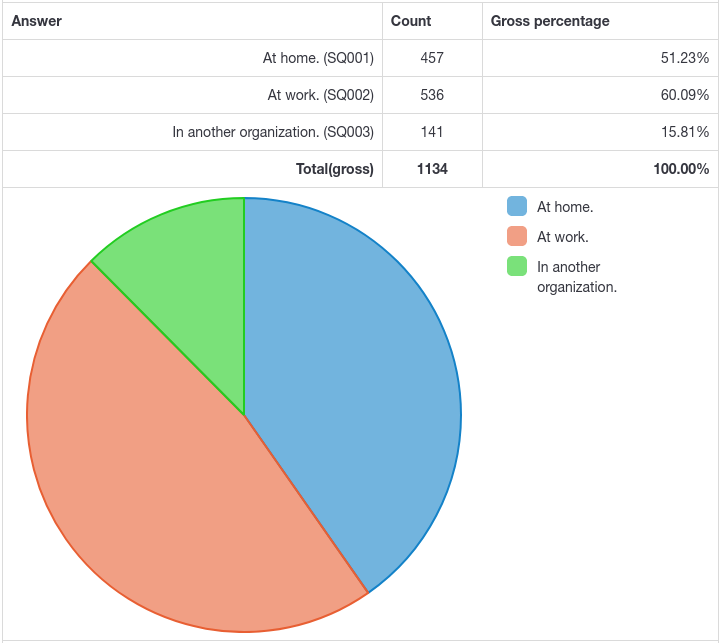 Answer Count Gross percentage
At home. (SQ001) 457 51.23%
At work. (SQ002) 536 60.09%
In another organization. (SQ003) 141 15.81%
Total(gross) 1134 100.00%
At home.
At work.
In another
organization.